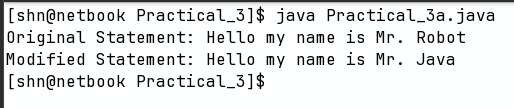 [shn@netbook Practical_3]$ java Practical_3a.java
Original Statement: Hello my name is Mr. Robot
Modified Statement: Hello my name is Mr. Java
[shn@netbook Practical_3]$